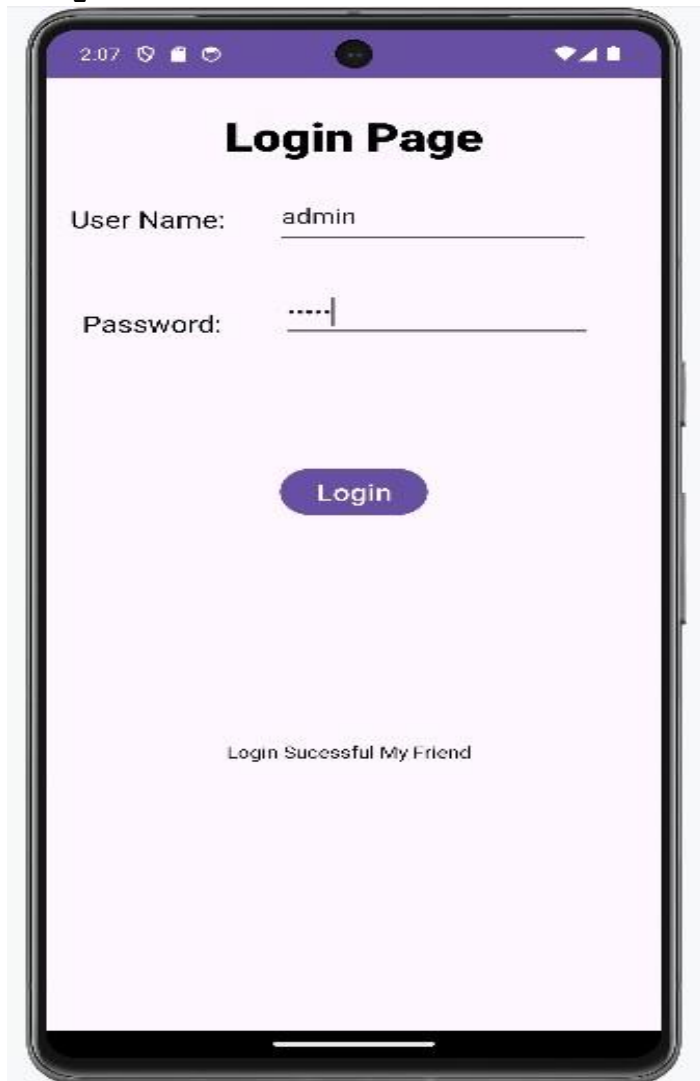 2:07
Login Page
User Name: admin
Password: •••••
Login
Login Sucessful My Friend